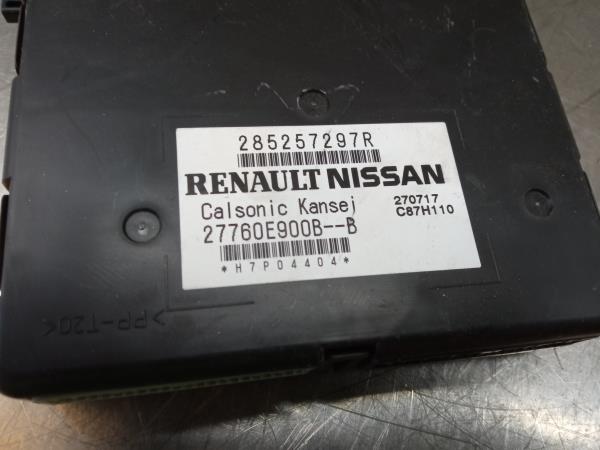 285257297R
RENAULT NISSAN
Calsonic Kansei 270717
C87H110
27760E900B--B
*H7P04404*
>PP-T20<